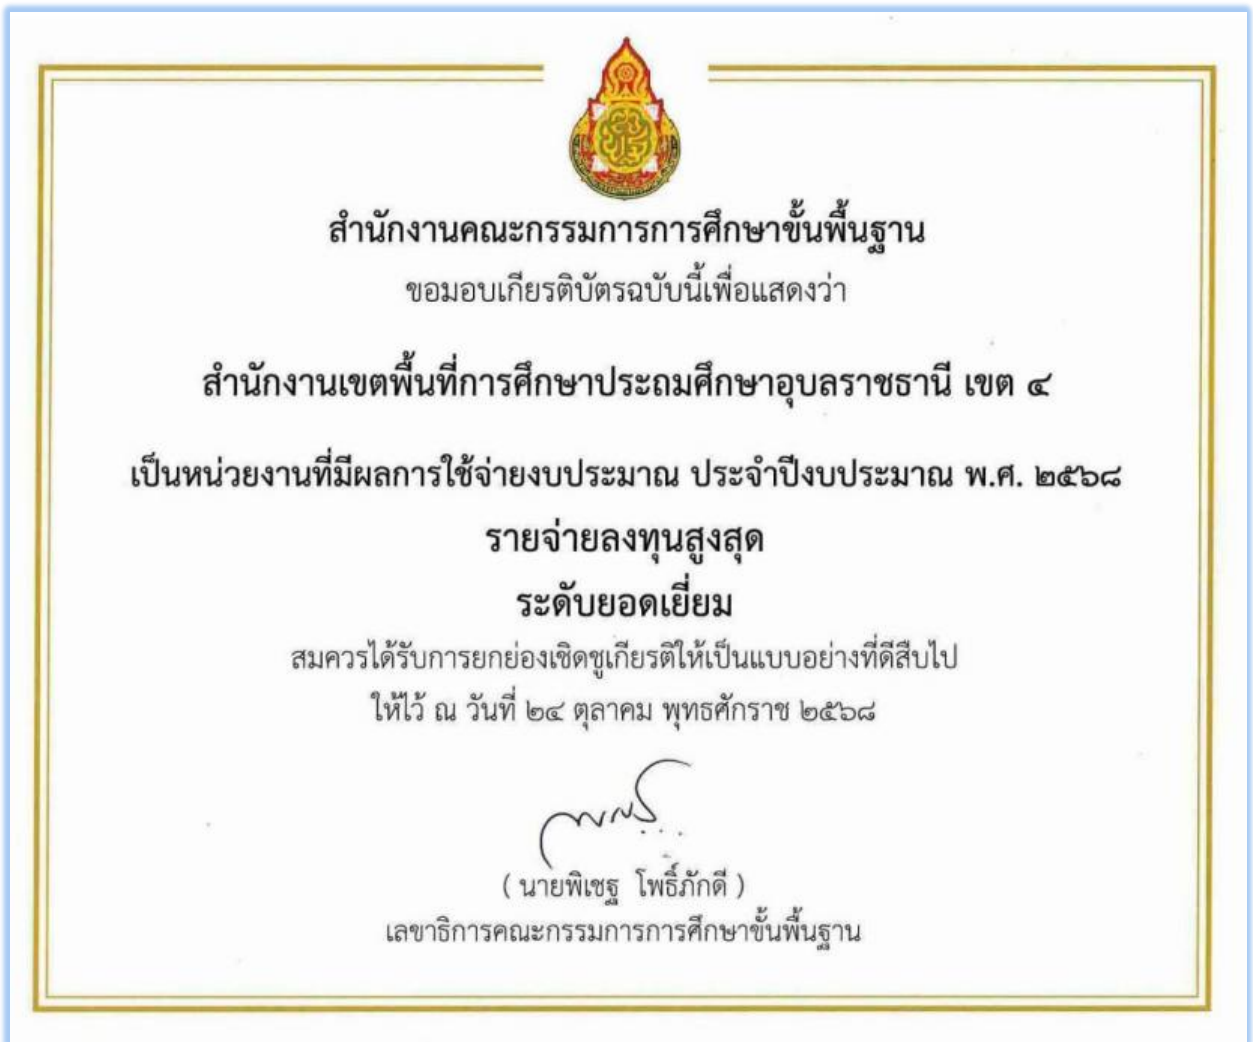 สำนักงานคณะกรรมการการศึกษาขั้นพื้นฐาน
ขอมอบเกียรติบัตรฉบับนี้เพื่อแสดงว่า
สำนักงานเขตพื้นที่การศึกษาประถมศึกษาอุบลราชธานี เขต ๔
เป็นหน่วยงานที่มีผลการใช้จ่ายงบประมาณ ประจำปีงบประมาณ พ.ศ. ๒๕๖๘
รายจ่ายลงทุนสูงสุด
ระดับยอดเยี่ยม
สมควรได้รับการยกย่องเชิดชูเกียรติให้เป็นแบบอย่างที่ดีสืบไป
ให้ไว้ ณ วันที่ ๒๔ ตุลาคม พุทธศักราช ๒๕๖๘
( นายพิเชฐ โพธิ์ภักดี )
เลขาธิการคณะกรรมการการศึกษาขั้นพื้นฐาน